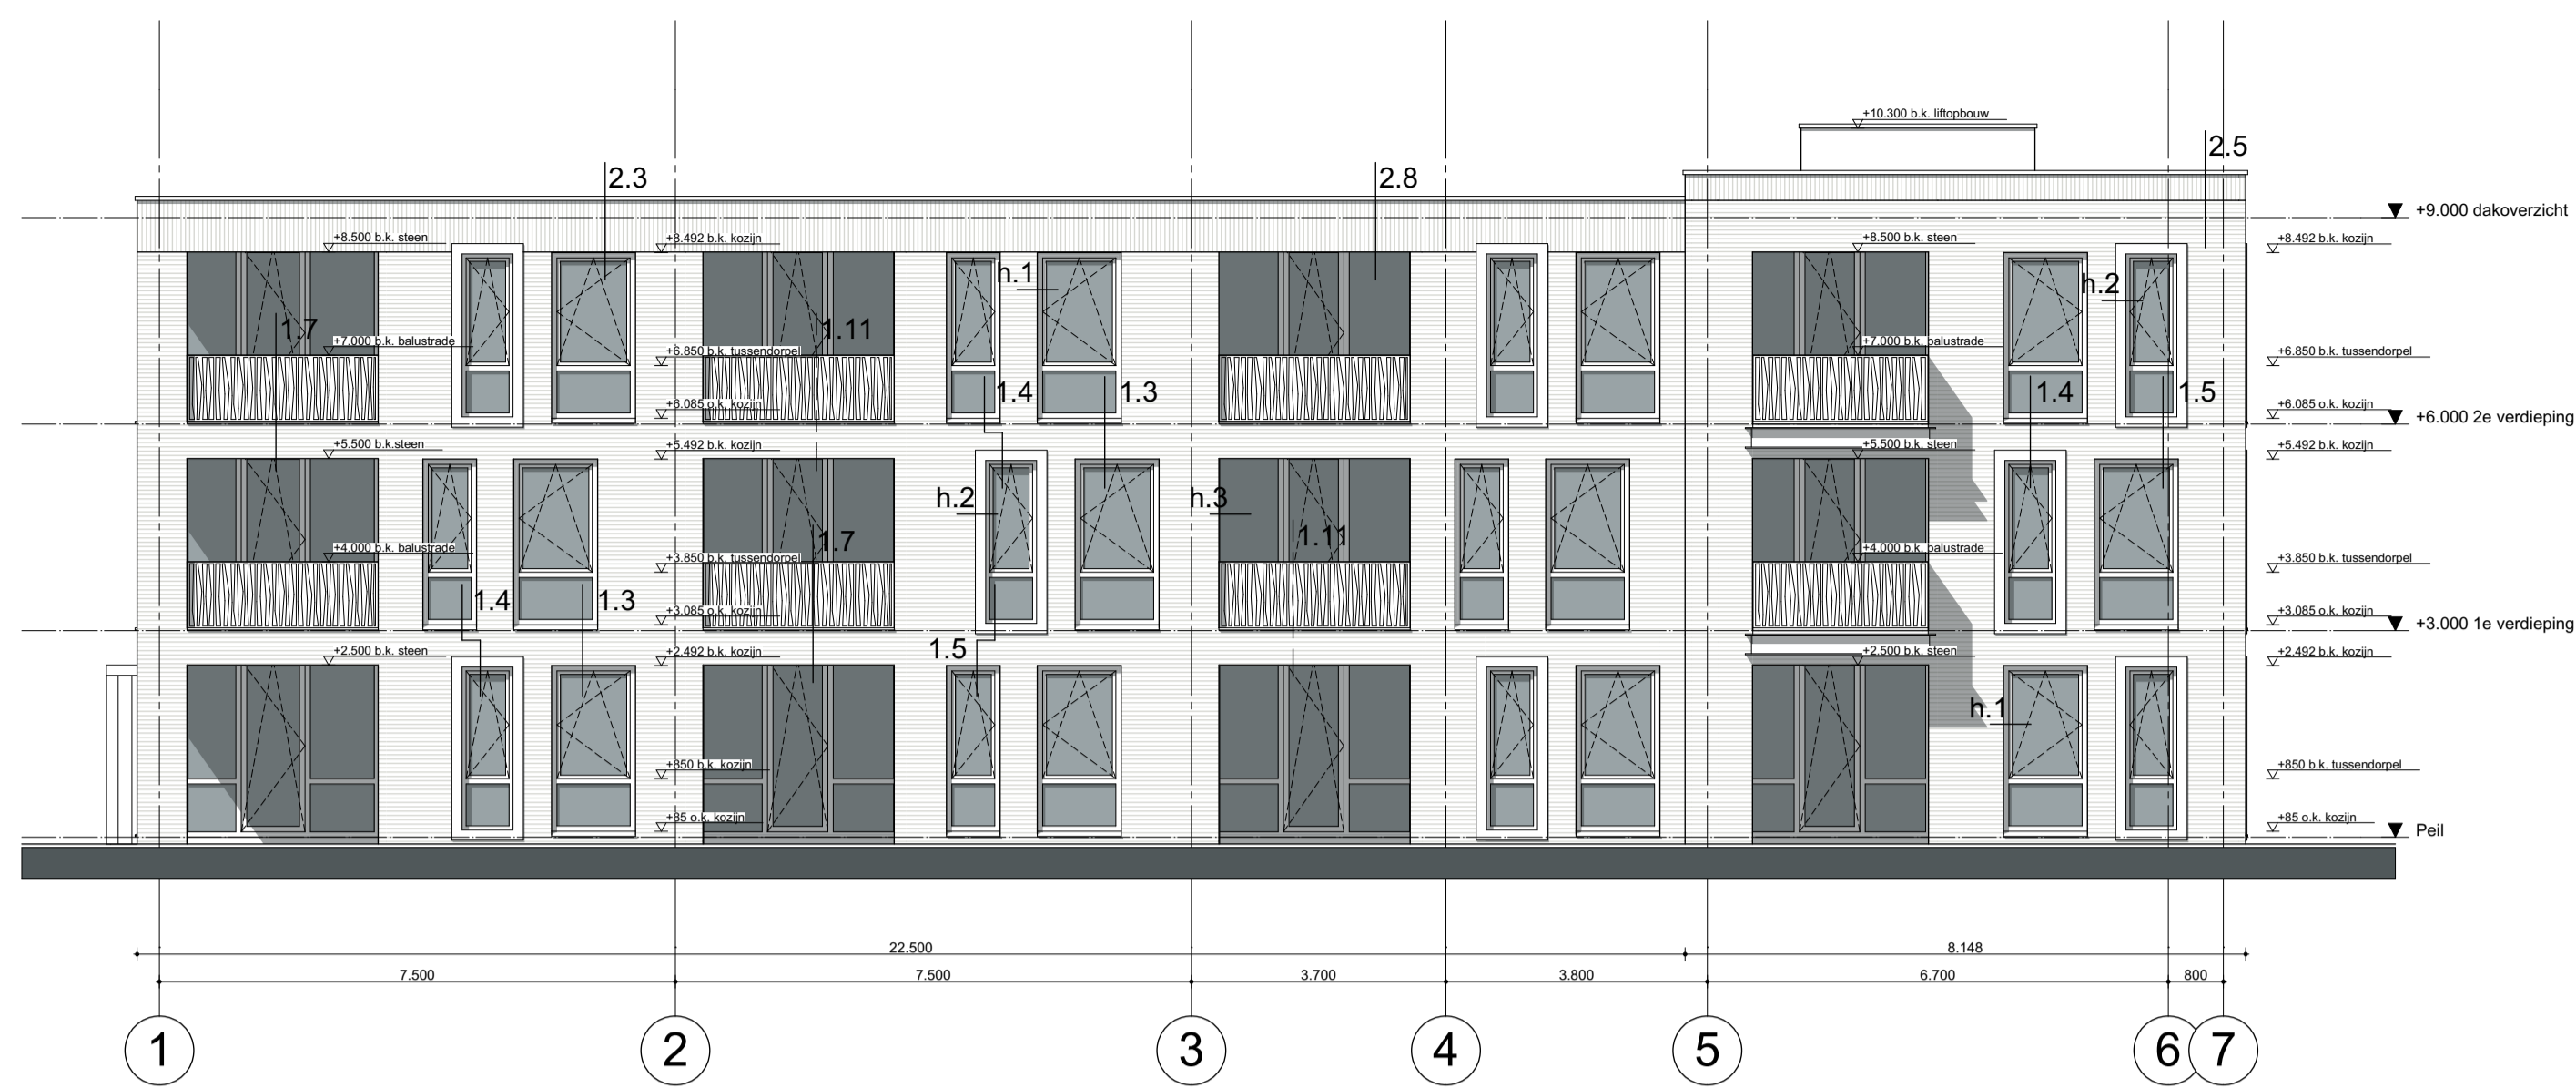 +10.300 b.k. liftopbouw
2.5
2.3
2.8
+9.000 dakoverzicht
+8.500 b.k. steen
+8.492 b.k. kozijn
+8.500 b.k. steen
+8.492 b.k. kozijn
h.1
h.2
1.7
1.11
+7.000 b.k. balustrade
+6.850 b.k. tussendorpel
+7.000 b.k. balustrade
+6.850 b.k. tussendorpel
1.4
1.3
1.4
1.5
+6.085 o.k. kozijn
+6.085 o.k. kozijn
+6.000 2e verdieping
+5.500 b.k.steen
+5.492 b.k. kozijn
+5.500 b.k. steen
+5.492 b.k. kozijn
h.2
h.3
1.7
1.11
+4.000 b.k. balustrade
+3.850 b.k. tussendorpel
+4.000 b.k. balustrade
+3.850 b.k. tussendorpel
1.4
1.3
+3.085 o.k. kozijn
+3.085 o.k. kozijn
+3.000 1e verdieping
1.5
+2.500 b.k. steen
+2.492 b.k. kozijn
+2.500 b.k. steen
+2.492 b.k. kozijn
h.1
+850 b.k. kozijn
+850 b.k. tussendorpel
+85 o.k. kozijn
+85 o.k. kozijn
Peil
22.500
8.148
7.500
7.500
3.700
3.800
6.700
800
1
2
3
4
5
6
7